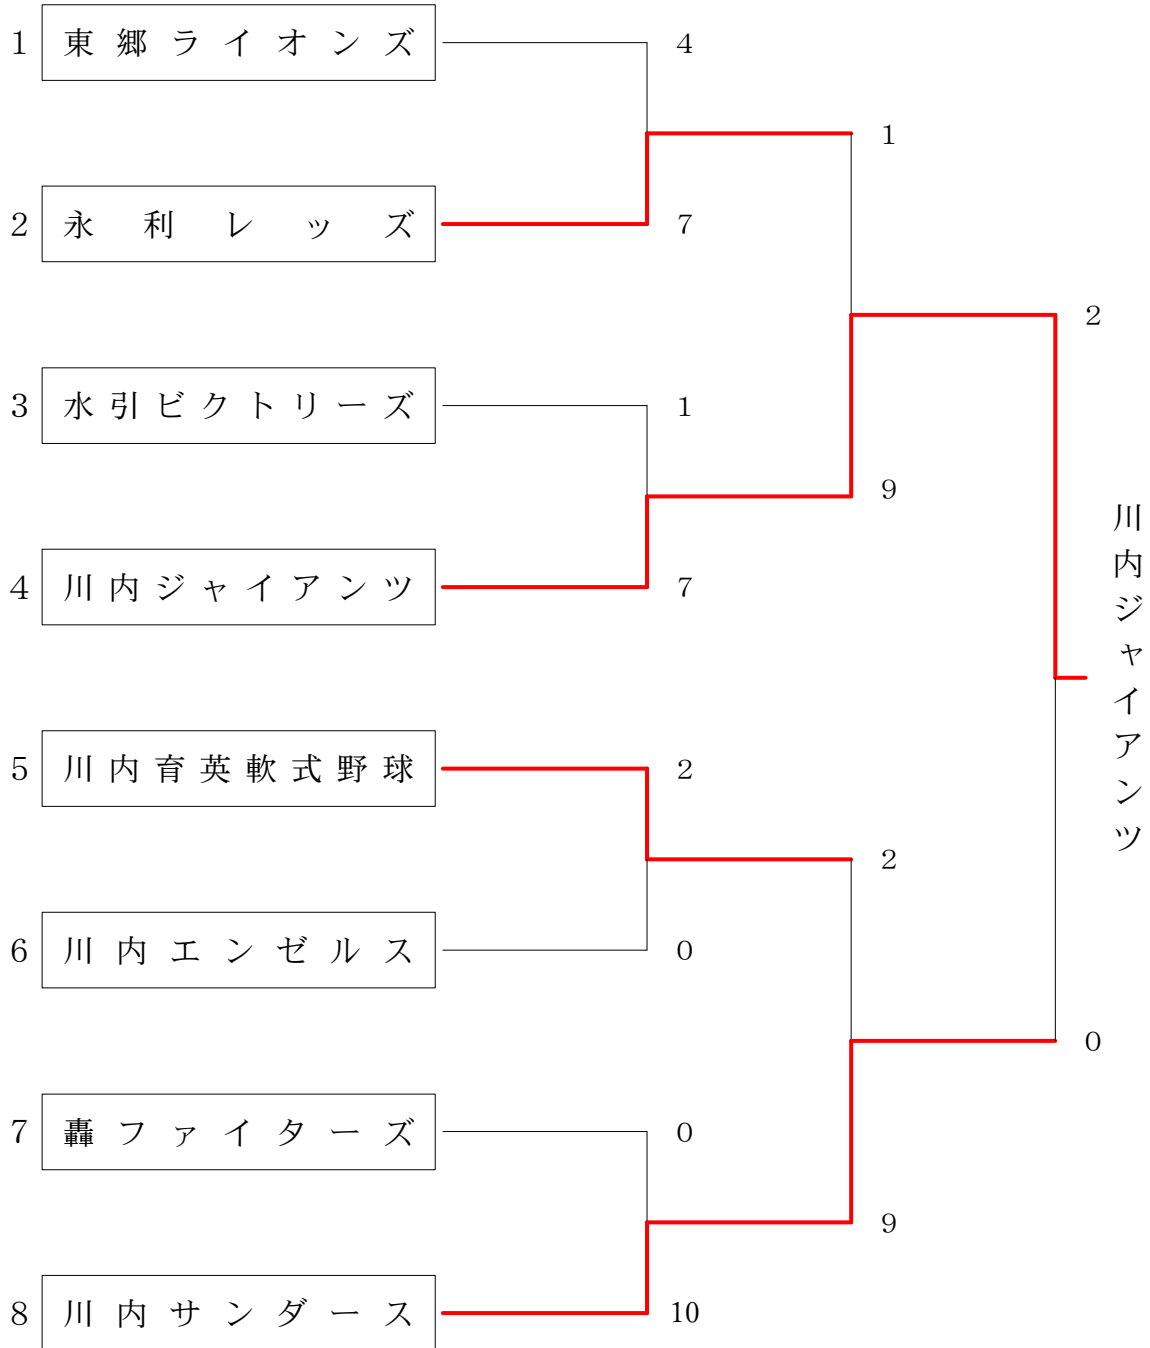 1 東郷ライオンズ 4
1
2 永利レッズ 7
2
3 水引ビクトリーズ 1
9
4 川内ジャイアンツ 7
川内ジャイアンツ
5 川内育英軟式野球 2
2
6 川内エンゼルス 0
0
7 轟ファイターズ 0
9
8 川内サンダース 10